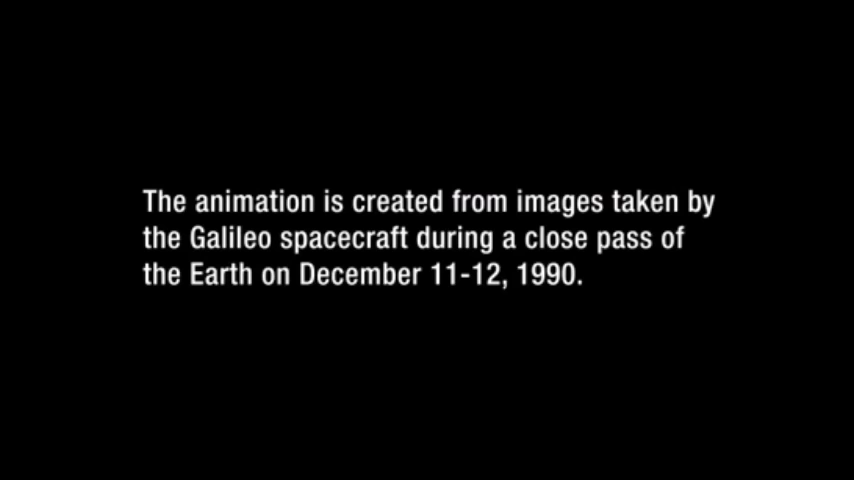 The animation is created from images taken by
the Galileo spacecraft during a close pass of
the Earth on December 11-12, 1990.